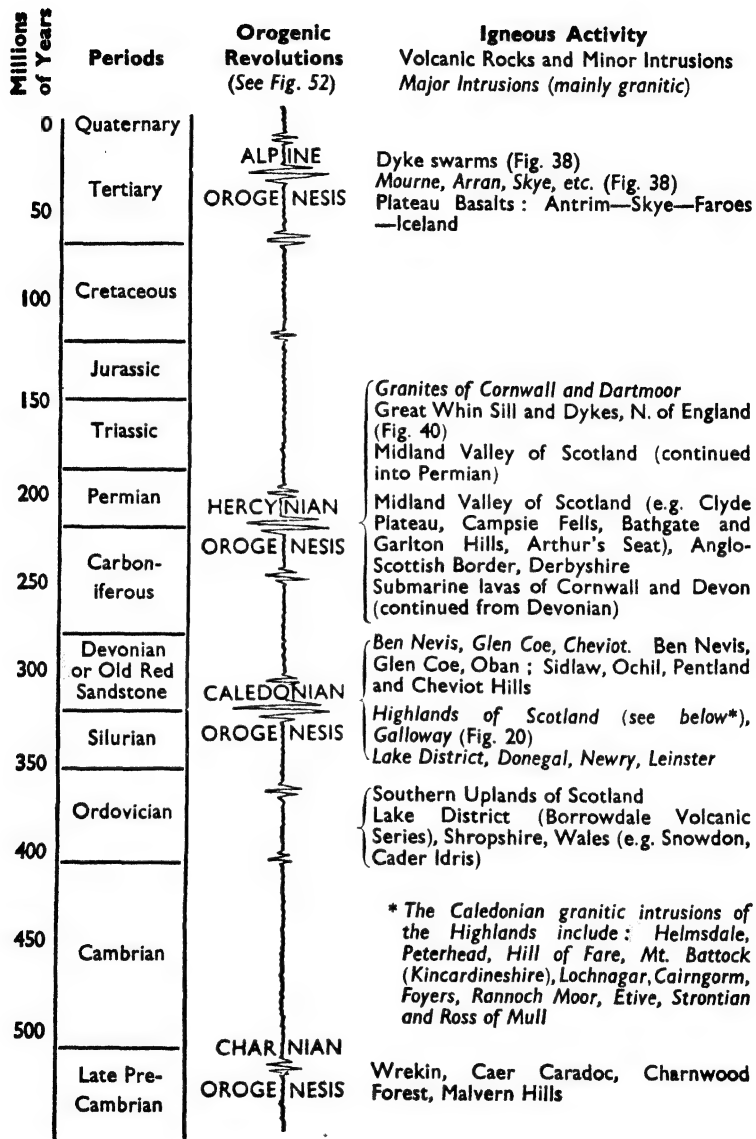 Millions of Years
Periods
Orogenic Revolutions
(See Fig. 52)
Igneous Activity
Volcanic Rocks and Minor Intrusions
Major Intrusions (mainly granitic)
0
50
100
150
200
250
300
350
400
450
500
Quaternary
Tertiary
Cretaceous
Jurassic
Triassic
Permian
Carbon-
iferous
Devonian
or Old Red
Sandstone
Silurian
Ordovician
Cambrian
Late Pre-
Cambrian
ALPINE
OROGENESIS
HERCYNIAN
OROGENESIS
CALEDONIAN
OROGENESIS
CHARNIAN
OROGENESIS
Dyke swarms (Fig. 38)
Mourne, Arran, Skye, etc. (Fig. 38)
Plateau Basalts : Antrim—Skye—Faroes
—Iceland
Granites of Cornwall and Dartmoor
Great Whin Sill and Dykes, N. of England
(Fig. 40)
Midland Valley of Scotland (continued
into Permian)
Midland Valley of Scotland (e.g. Clyde
Plateau, Campsie Fells, Bathgate and
Garlton Hills, Arthur's Seat), Anglo-
Scottish Border, Derbyshire
Submarine lavas of Cornwall and Devon
(continued from Devonian)
Ben Nevis, Glen Coe, Cheviot. Ben Nevis,
Glen Coe, Oban ; Sidlaw, Ochil, Pentland
and Cheviot Hills
Highlands of Scotland (see below*),
Galloway (Fig. 20)
Lake District, Donegal, Newry, Leinster
Southern Uplands of Scotland
Lake District (Borrowdale Volcanic
Series), Shropshire, Wales (e.g. Snowdon,
Cader Idris)
* The Caledonian granitic intrusions of
the Highlands include : Helmsdale,
Peterhead, Hill of Fare, Mt. Battock
(Kincardineshire), Lochnagar, Cairngorm,
Foyers, Rannoch Moor, Etive, Strontian
and Ross of Mull
Wrekin, Caer Caradoc, Charnwood
Forest, Malvern Hills